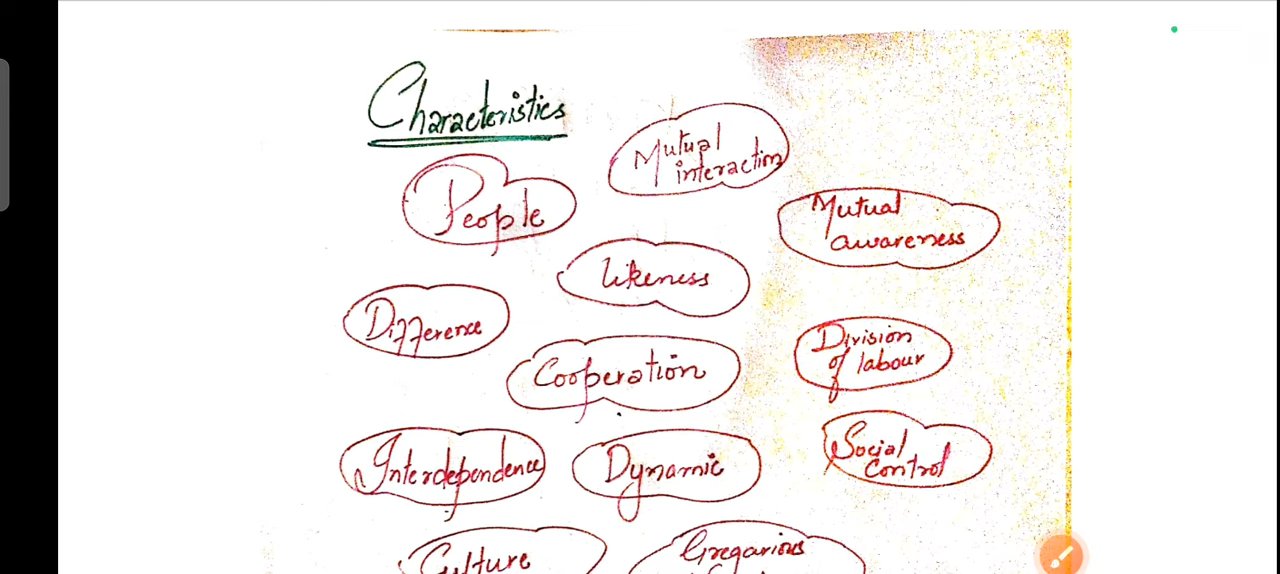 Characteristics
Mutual
interaction
People
Mutual
awareness
Likeness
Difference
Division
of labour
Cooperation
Interdependence
Dynamic
Social
control
Culture
Gregarious